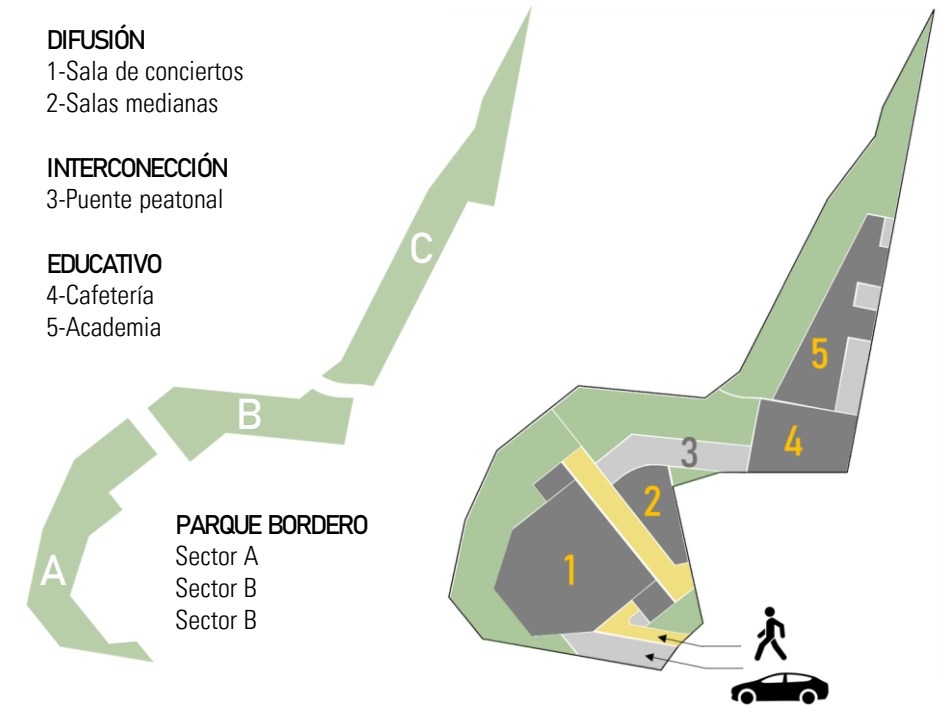 DIFUSIÓN
1-Sala de conciertos
2-Salas medianas
INTERCONECCIÓN
3-Puente peatonal
EDUCATIVO
4-Cafetería
5-Academia
PARQUE BORDERO
Sector A
Sector B
Sector B
A
B
C
1
2
3
4
5